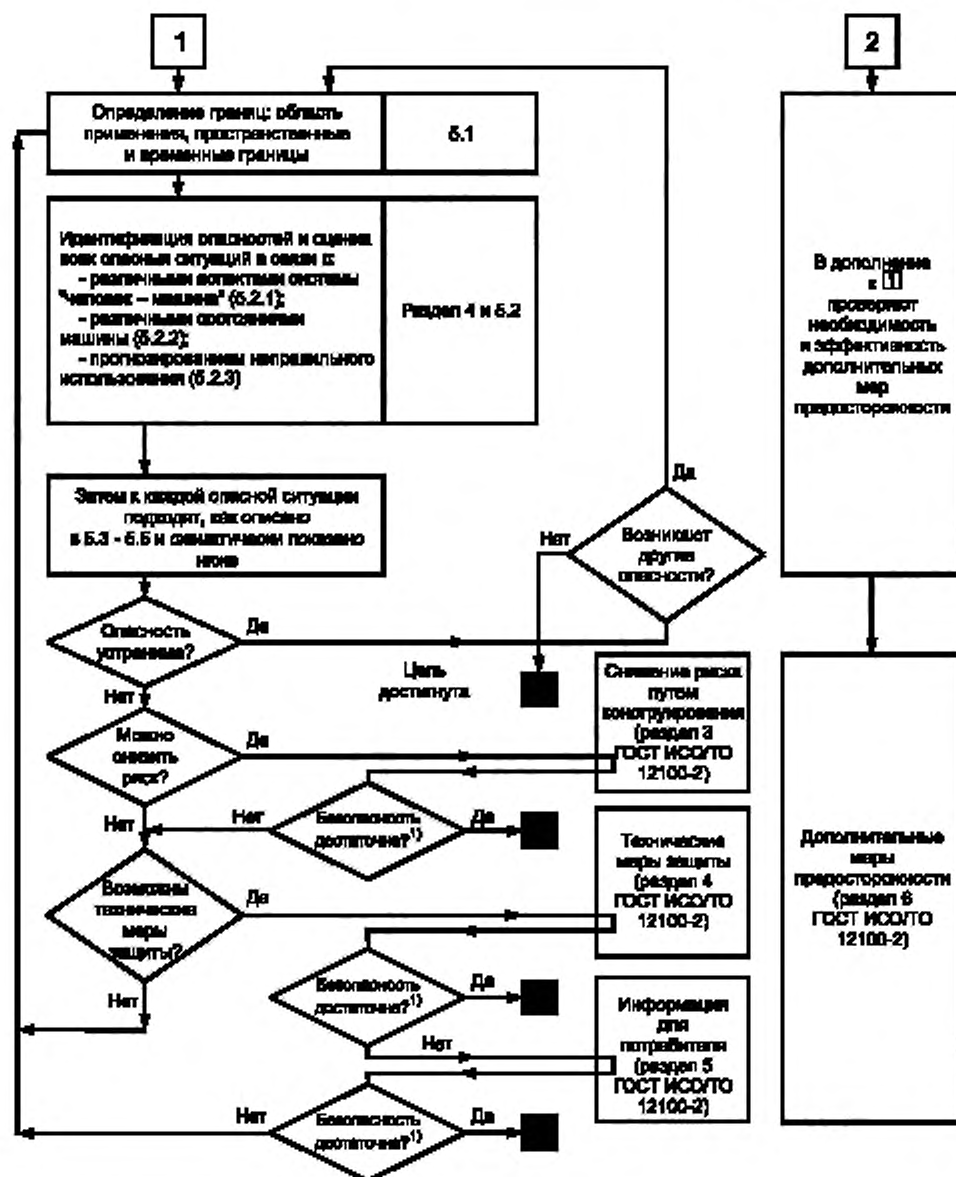 1
2
Определение границ: область
применения, пространственные
и временные границы
5.1
Идентификация опасностей и оценка
всех опасных ситуаций в связи с:
- различными аспектами системы
"человек – машина" (5.2.1);
- различными состояниями
машины (5.2.2);
- прогнозированием неправильного
использования (5.2.3)
Раздел 4 и 5.2
В дополнение
к 1
проверяют
необходимость
и эффективность
дополнительных
мер
предосторожности
Затем к каждой опасной ситуации
подходят, как описано
в 5.3 - 5.5 и схематически показано
ниже
Да
Нет
Возникают
другие
опасности?
Опасность
устранима?
Да
Нет
Цель
достигнута
Снижение риска
путем
конструирования
(раздел 3
ГОСТ ИСО/ТО
12100-2)
Можно
снизить
риск?
Да
Нет
Безопасность
достаточна?1)
Нет
Да
Технические
меры защиты
(раздел 4
ГОСТ ИСО/ТО
12100-2)
Дополнительные
меры
предосторожности
(раздел 6
ГОСТ ИСО/ТО
12100-2)
Возможны
технические
меры
защиты?
Да
Нет
Безопасность
достаточна?1)
Да
Нет
Информация
для
потребителя
(раздел 5
ГОСТ ИСО/ТО
12100-2)
Безопасность
достаточна?1)
Нет
Да